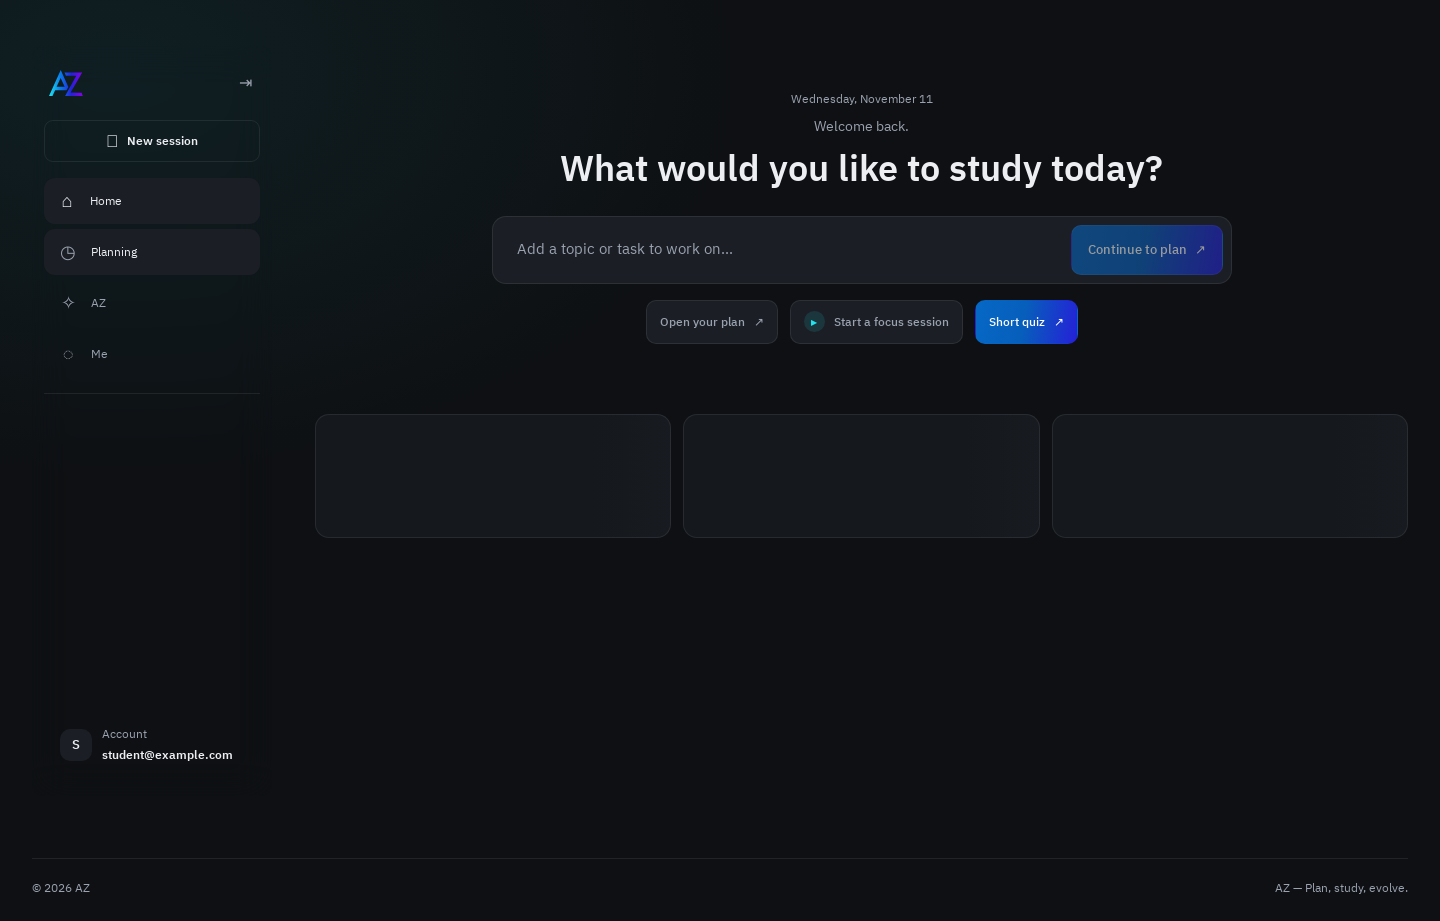 AZ
New session
Home
Planning
AZ
Me
Account
S
student@example.com
Wednesday, November 11
Welcome back.
What would you like to study today?
Add a topic or task to work on...
Continue to plan ↗
Open your plan ↗
Start a focus session
Short quiz ↗
© 2026 AZ
AZ — Plan, study, evolve.